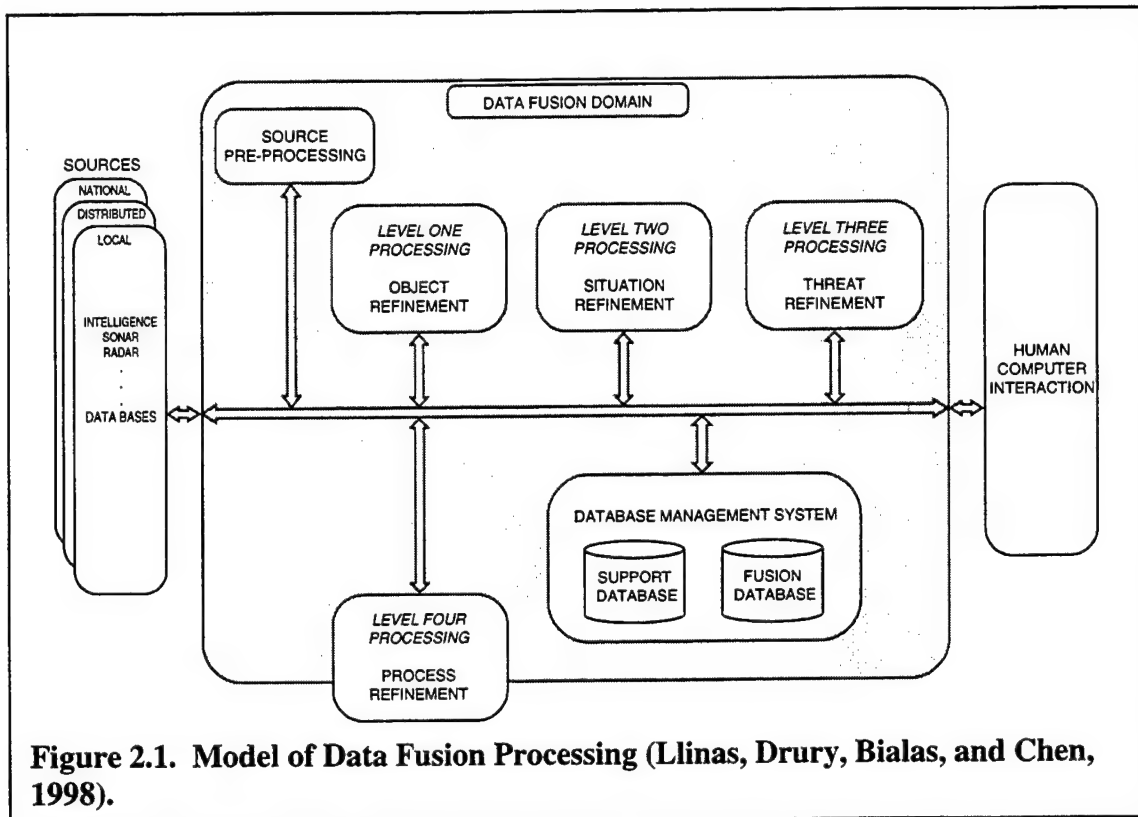 DATA FUSION DOMAIN
SOURCE
PRE-PROCESSING
SOURCES
NATIONAL
DISTRIBUTED
LOCAL
INTELLIGENCE
SONAR
RADAR
.
.
.
DATA BASES
LEVEL ONE
PROCESSING
OBJECT
REFINEMENT
LEVEL TWO
PROCESSING
SITUATION
REFINEMENT
LEVEL THREE
PROCESSING
THREAT
REFINEMENT
HUMAN
COMPUTER
INTERACTION
DATABASE MANAGEMENT SYSTEM
SUPPORT
DATABASE
FUSION
DATABASE
LEVEL FOUR
PROCESSING
PROCESS
REFINEMENT
Figure 2.1. Model of Data Fusion Processing (Llinas, Drury, Bialas, and Chen,
1998).